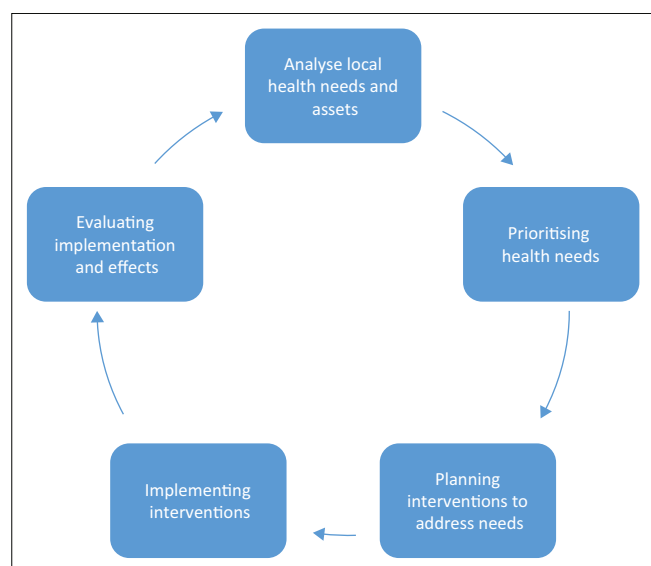 Analyse local
health needs and
assets
Prioritising
health needs
Planning
interventions to
address needs
Implementing
interventions
Evaluating
implementation
and effects